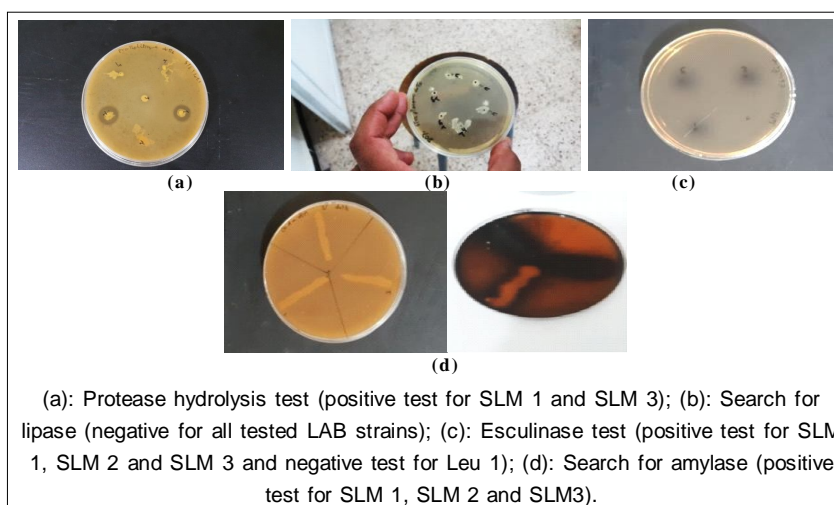 (a)
(b)
(c)
(d)
(a): Protease hydrolysis test (positive test for SLM 1 and SLM 3); (b): Search for
lipase (negative for all tested LAB strains); (c): Esculinase test (positive test for SLM
1, SLM 2 and SLM 3 and negative test for Leu 1); (d): Search for amylase (positive
test for SLM 1, SLM 2 and SLM3).